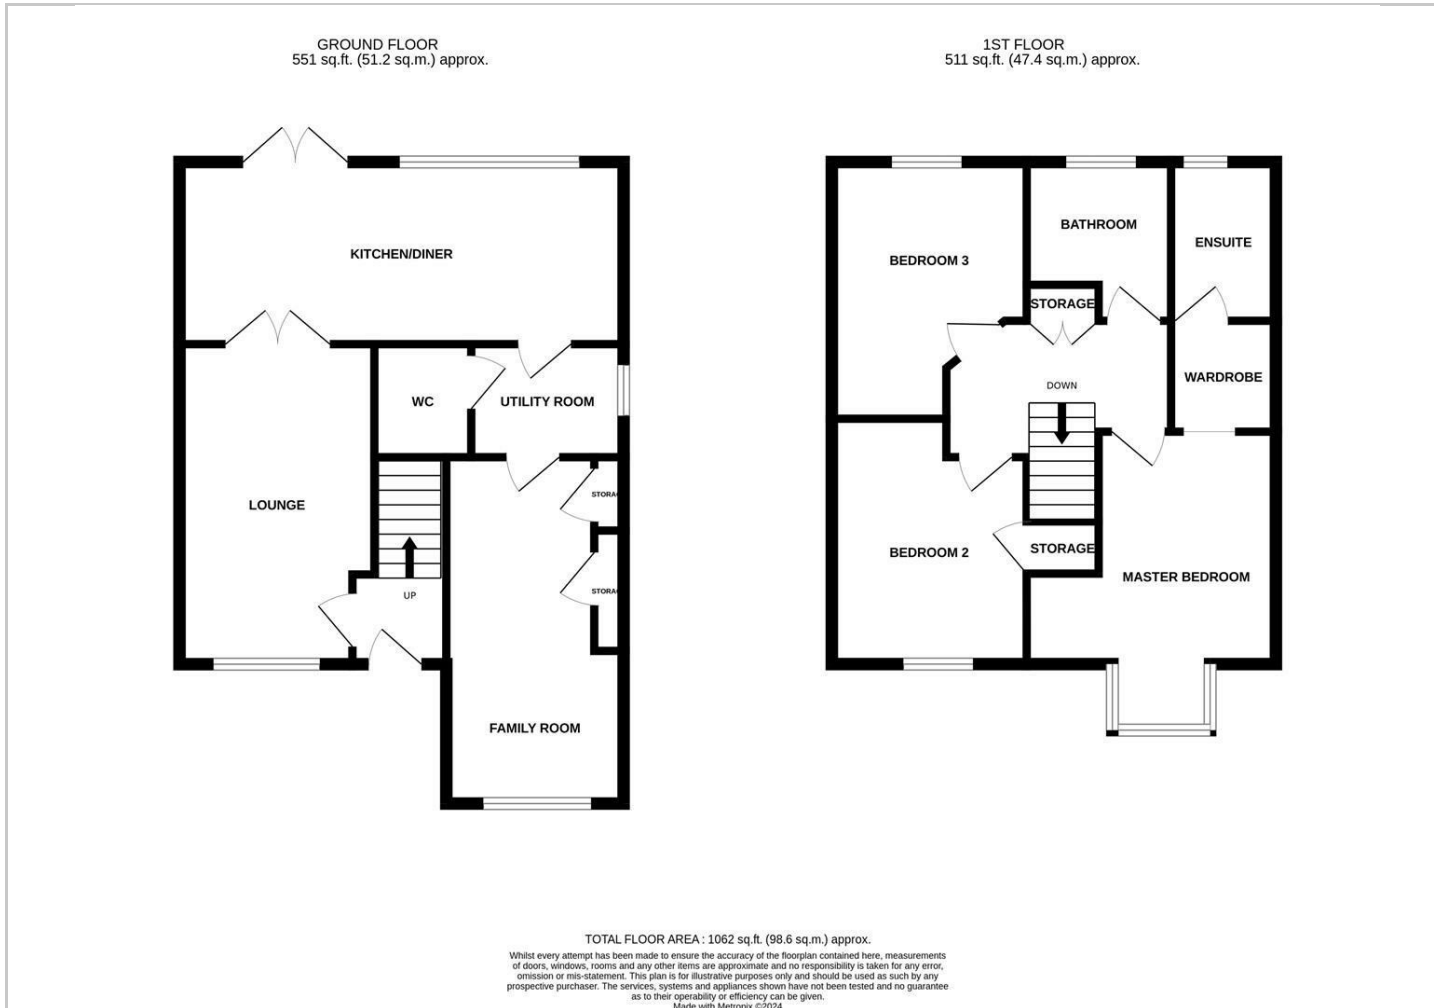 GROUND FLOOR
551 sq.ft. (51.2 sq.m.) approx.
KITCHEN/DINER
WC
UTILITY ROOM
LOUNGE
STORAG
STORAG
UP
FAMILY ROOM
1ST FLOOR
511 sq.ft. (47.4 sq.m.) approx.
BATHROOM
ENSUITE
BEDROOM 3
STORAGE
WARDROBE
DOWN
BEDROOM 2
STORAGE
MASTER BEDROOM
TOTAL FLOOR AREA : 1062 sq.ft. (98.6 sq.m.) approx.
Whilst every attempt has been made to ensure the accuracy of the floorplan contained here, measurements
of doors, windows, rooms and any other items are approximate and no responsibility is taken for any error,
omission or mis-statement. This plan is for illustrative purposes only and should be used as such by any
prospective purchaser. The services, systems and appliances shown have not been tested and no guarantee
as to their operability or efficiency can be given.
Made with Metropix ©2024